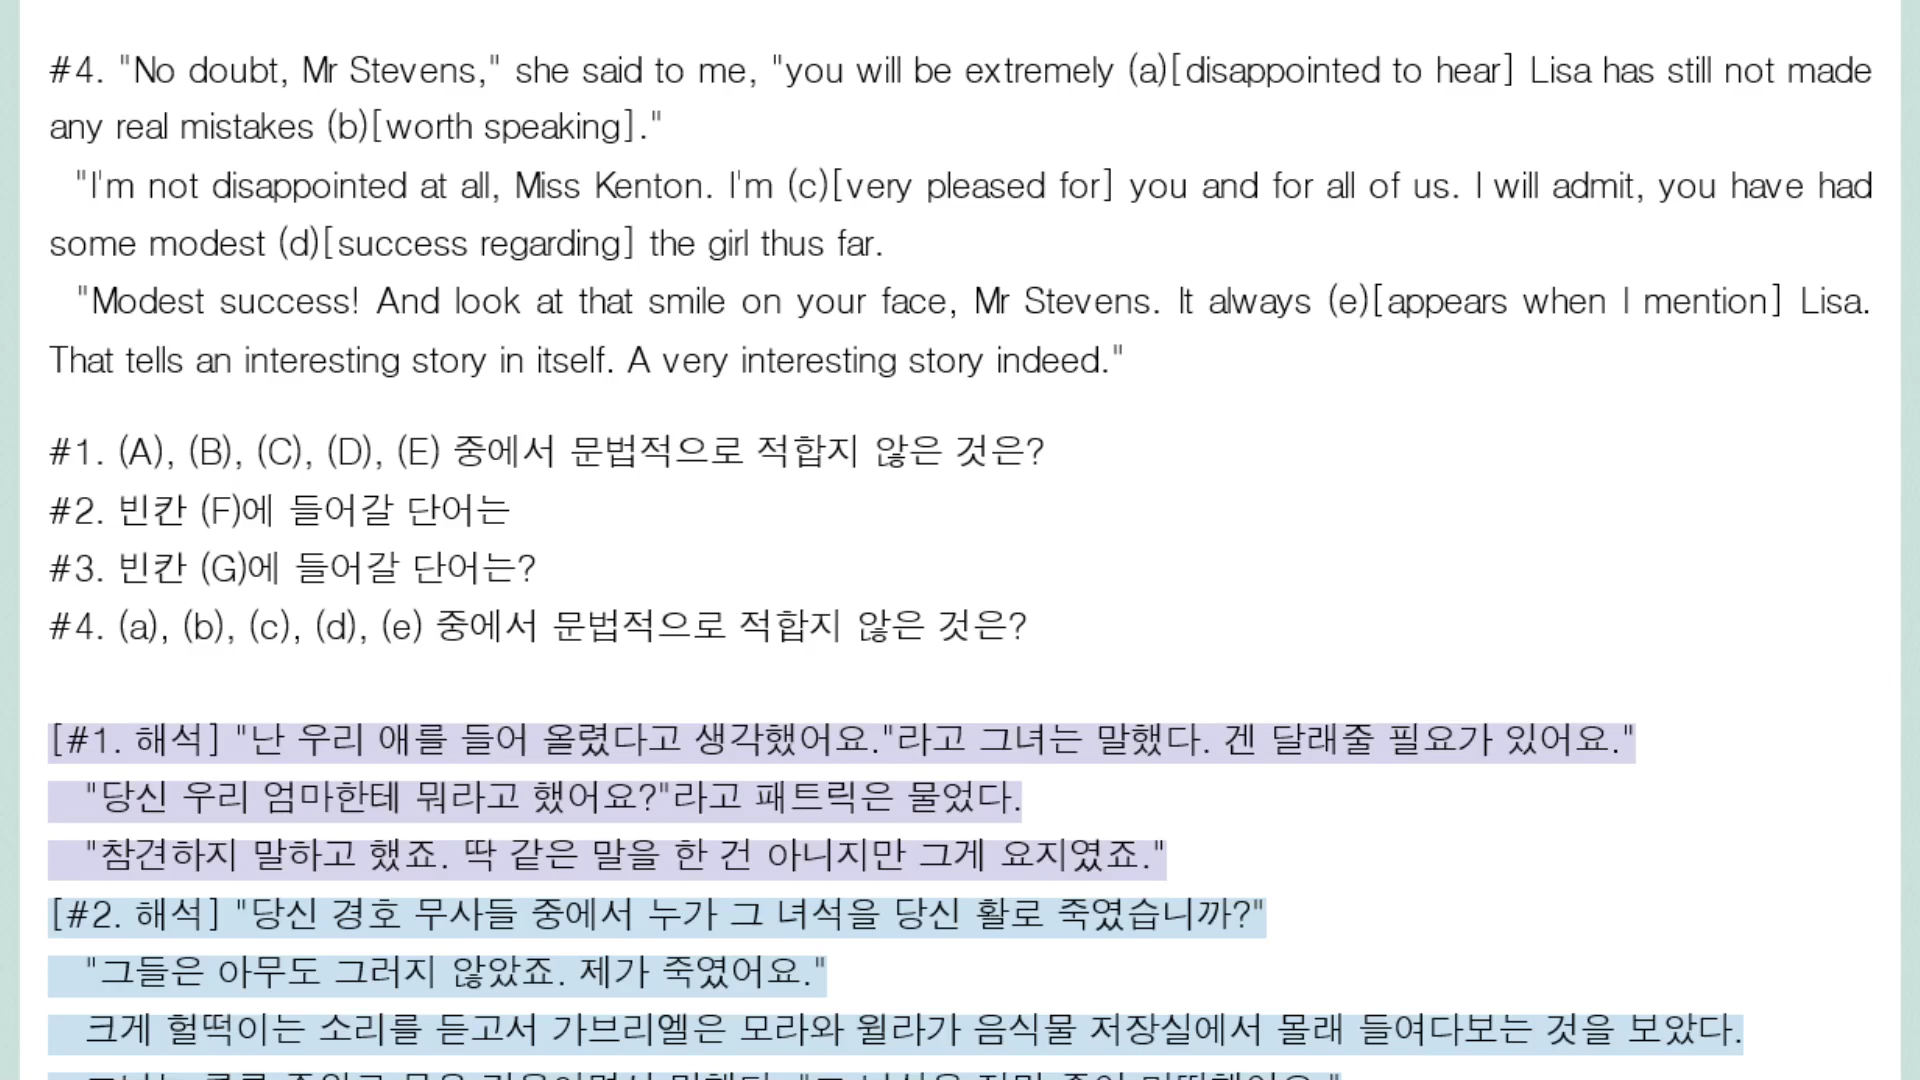 #4. "No doubt, Mr Stevens," she said to me, "you will be extremely (a)[disappointed to hear] Lisa has still not made
any real mistakes (b)[worth speaking]."
"I'm not disappointed at all, Miss Kenton. I'm (c)[very pleased for] you and for all of us. I will admit, you have had
some modest (d)[success regarding] the girl thus far.
"Modest success! And look at that smile on your face, Mr Stevens. It always (e)[appears when I mention] Lisa.
That tells an interesting story in itself. A very interesting story indeed."
#1. (A), (B), (C), (D), (E) 중에서 문법적으로 적합지 않은 것은?
#2. 빈칸 (F)에 들어갈 단어는
#3. 빈칸 (G)에 들어갈 단어는?
#4. (a), (b), (c), (d), (e) 중에서 문법적으로 적합지 않은 것은?
[#1. 해석] "난 우리 애를 들어 올렸다고 생각했어요."라고 그녀는 말했다. 겐 달래줄 필요가 있어요."
"당신 우리 엄마한테 뭐라고 했어요?"라고 패트릭은 물었다.
"참견하지 말하고 했죠. 딱 같은 말을 한 건 아니지만 그게 요지였죠."
[#2. 해석] "당신 경호 무사들 중에서 누가 그 녀석을 당신 활로 죽였습니까?"
"그들은 아무도 그러지 않았죠. 제가 죽였어요."
크게 헐떡이는 소리를 듣고서 가브리엘은 모라와 윌라가 음식물 저장실에서 몰래 들여다보는 것을 보았다.